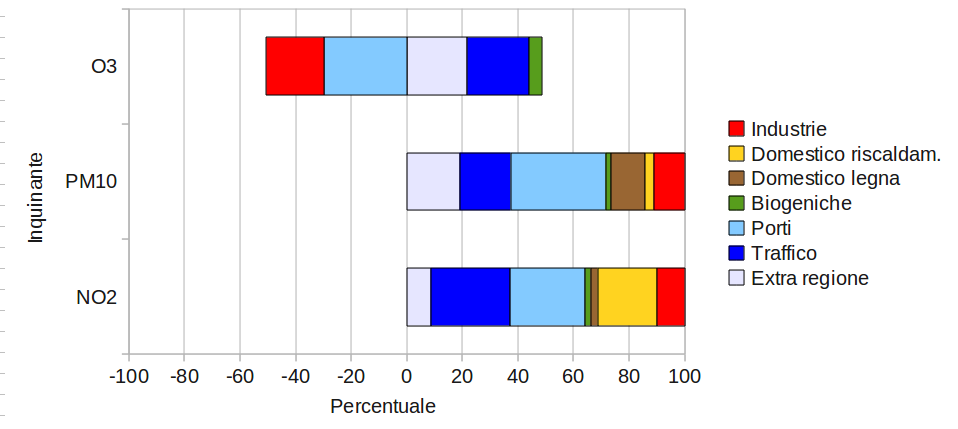 O3
PM10
NO2
Inquinante
-100 -80 -60 -40 -20 0 20 40 60 80 100
Percentuale
Industrie
Domestico riscaldam.
Domestico legna
Biogeniche
Porti
Traffico
Extra regione